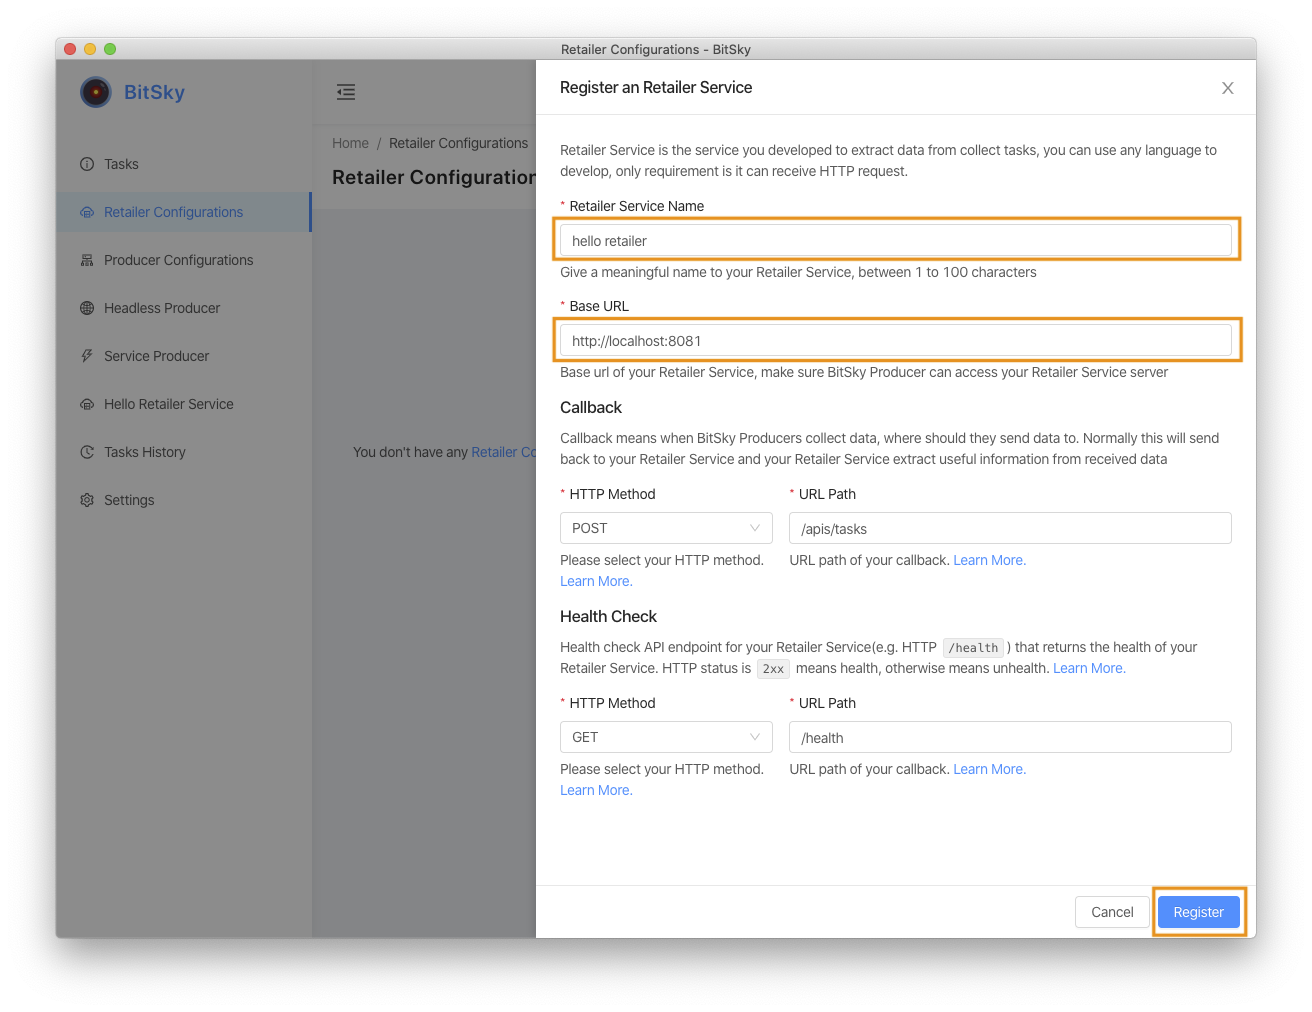 Retailer Configurations - BitSky
BitSky
Tasks
Retailer Configurations
Producer Configurations
Headless Producer
Service Producer
Hello Retailer Service
Tasks History
Settings
Home / Retailer Configurations
Retailer Configuration
You don't have any Retailer Co
Register an Retailer Service
Retailer Service is the service you developed to extract data from collect tasks, you can use any language to
develop, only requirement is it can receive HTTP request.
* Retailer Service Name
hello retailer
Give a meaningful name to your Retailer Service, between 1 to 100 characters
* Base URL
http://localhost:8081
Base url of your Retailer Service, make sure BitSky Producer can access your Retailer Service server
Callback
Callback means when BitSky Producers collect data, where should they send data to. Normally this will send
back to your Retailer Service and your Retailer Service extract useful information from received data
* HTTP Method
* URL Path
POST
/apis/tasks
Please select your HTTP method.
Learn More.
URL path of your callback. Learn More.
Health Check
Health check API endpoint for your Retailer Service(e.g. HTTP /health ) that returns the health of your
Retailer Service. HTTP status is 2xx means health, otherwise means unhealth. Learn More.
* HTTP Method
* URL Path
GET
/health
Please select your HTTP method.
Learn More.
URL path of your callback. Learn More.
Cancel
Register